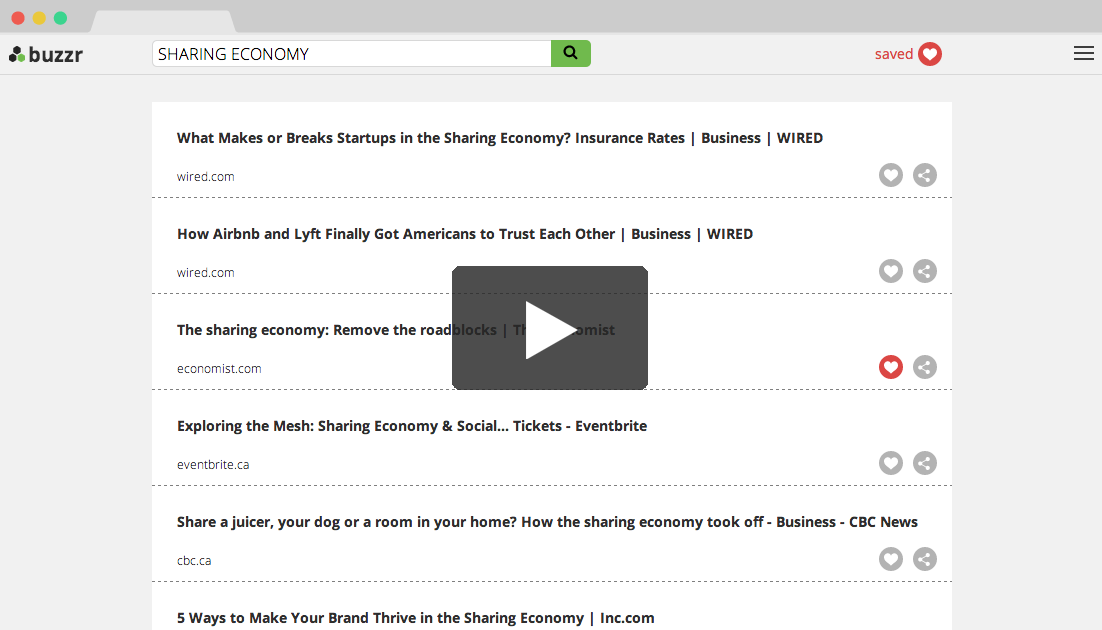 buzzr
SHARING ECONOMY
saved
What Makes or Breaks Startups in the Sharing Economy? Insurance Rates | Business | WIRED
wired.com
How Airbnb and Lyft Finally Got Americans to Trust Each Other | Business | WIRED
wired.com
The sharing economy: Remove the roadblocks | The Economist
economist.com
Exploring the Mesh: Sharing Economy & Social... Tickets - Eventbrite
eventbrite.ca
Share a juicer, your dog or a room in your home? How the sharing economy took off - Business - CBC News
cbc.ca
5 Ways to Make Your Brand Thrive in the Sharing Economy | Inc.com